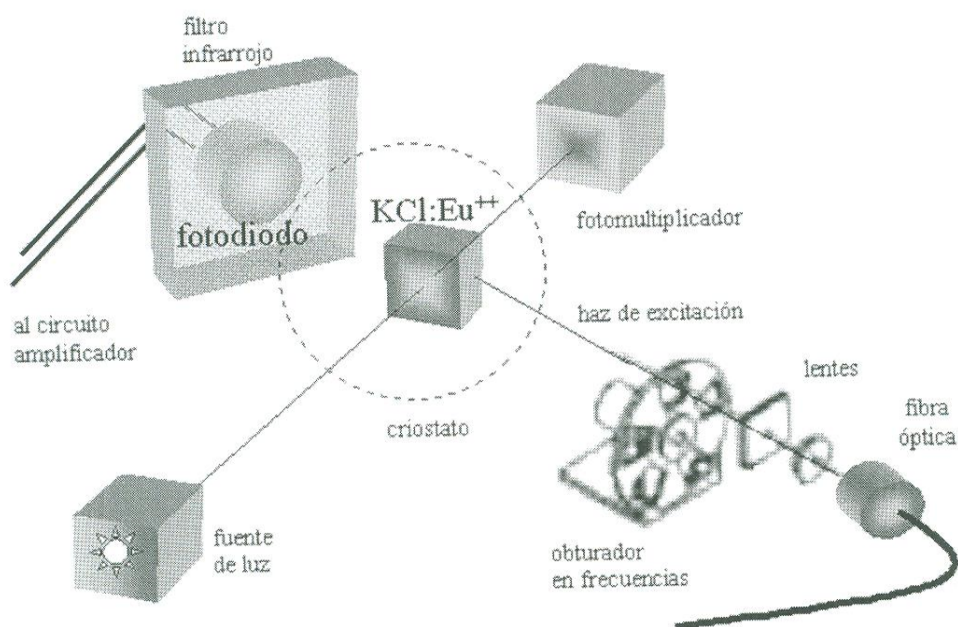 filtro
infrarrojo
KCl:Eu++
fotodiodo
fotomultiplicador
al circuito
amplificador
haz de excitación
lentes
criostato
fibra
óptica
fuente
de luz
obturador
en frecuencias